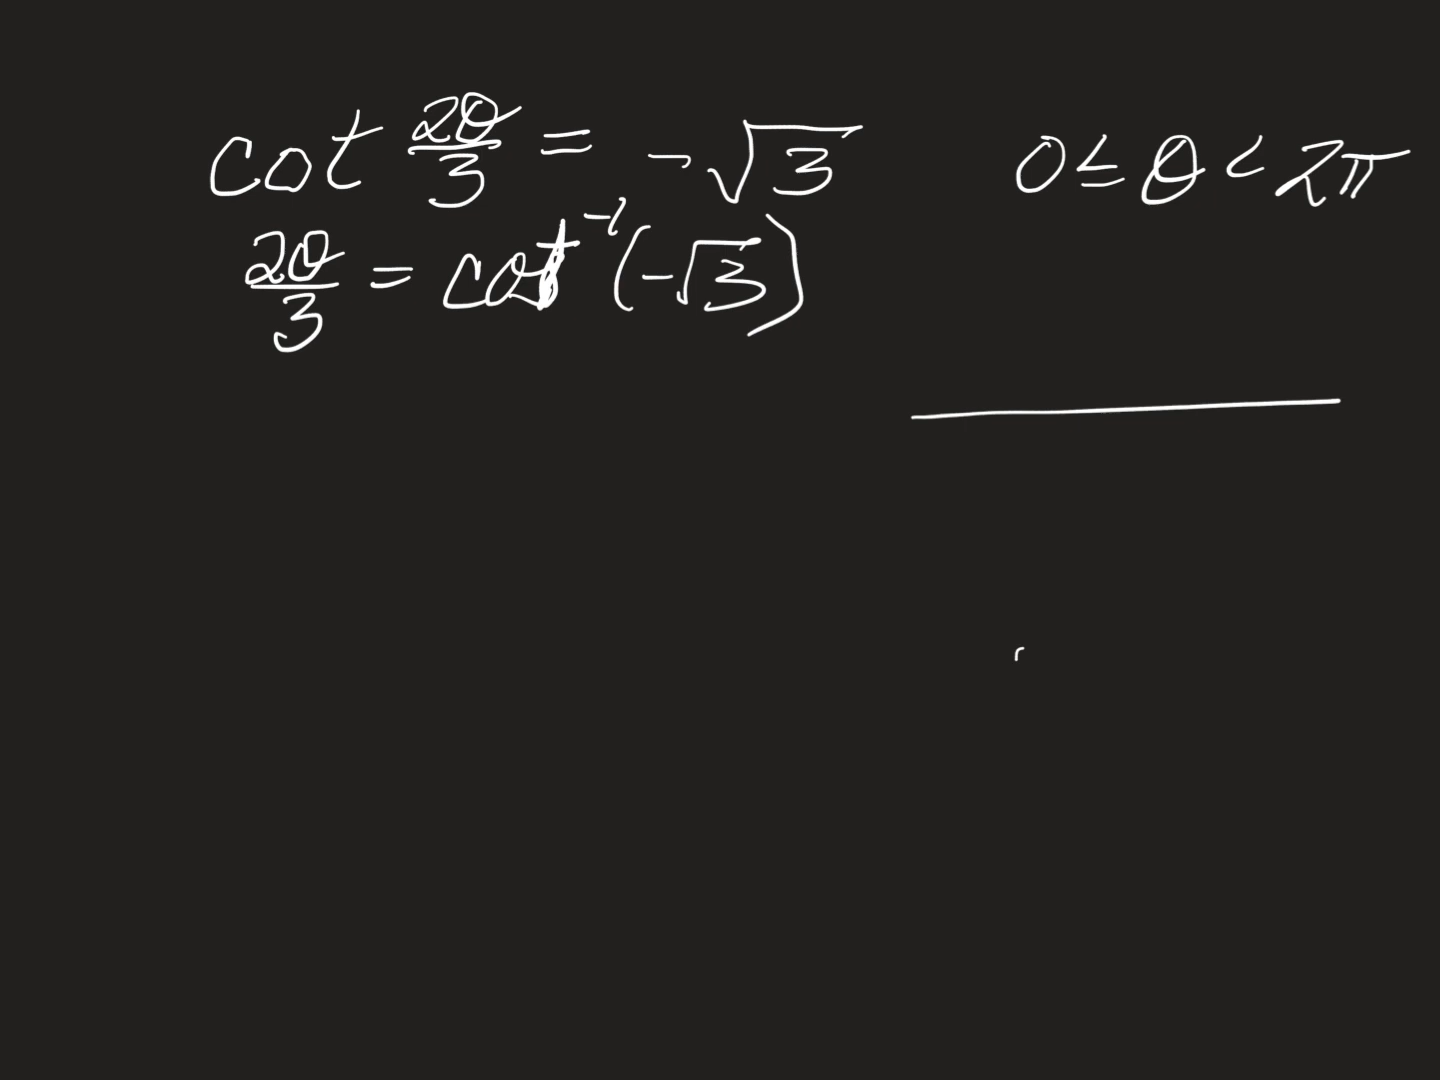 cot 2θ/3 = -√3 0 ≤ θ < 2π
2θ/3 = cot⁻¹(-√3)